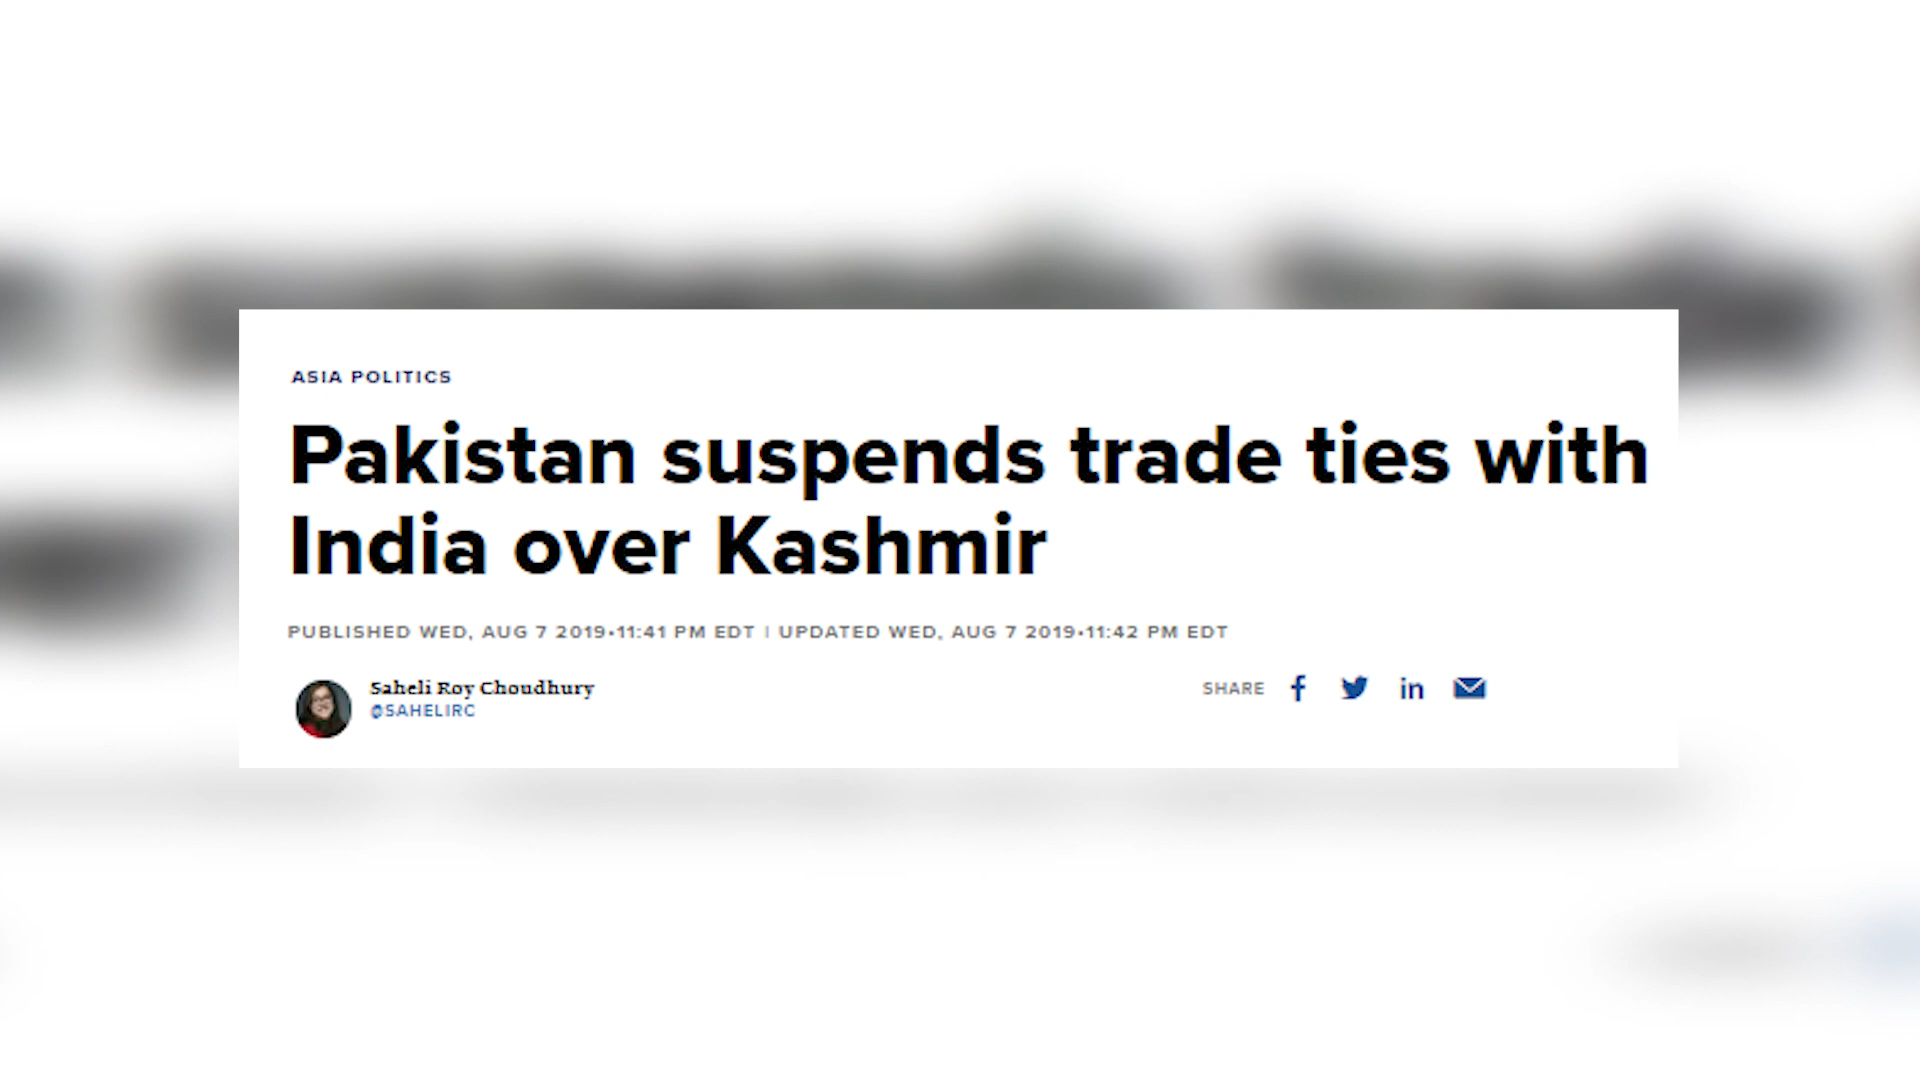 ASIA POLITICS
Pakistan suspends trade ties with
India over Kashmir
PUBLISHED WED, AUG 7 2019•11:41 PM EDT | UPDATED WED, AUG 7 2019•11:42 PM EDT
Saheli Roy Choudhury
@SAHELIRC
SHARE